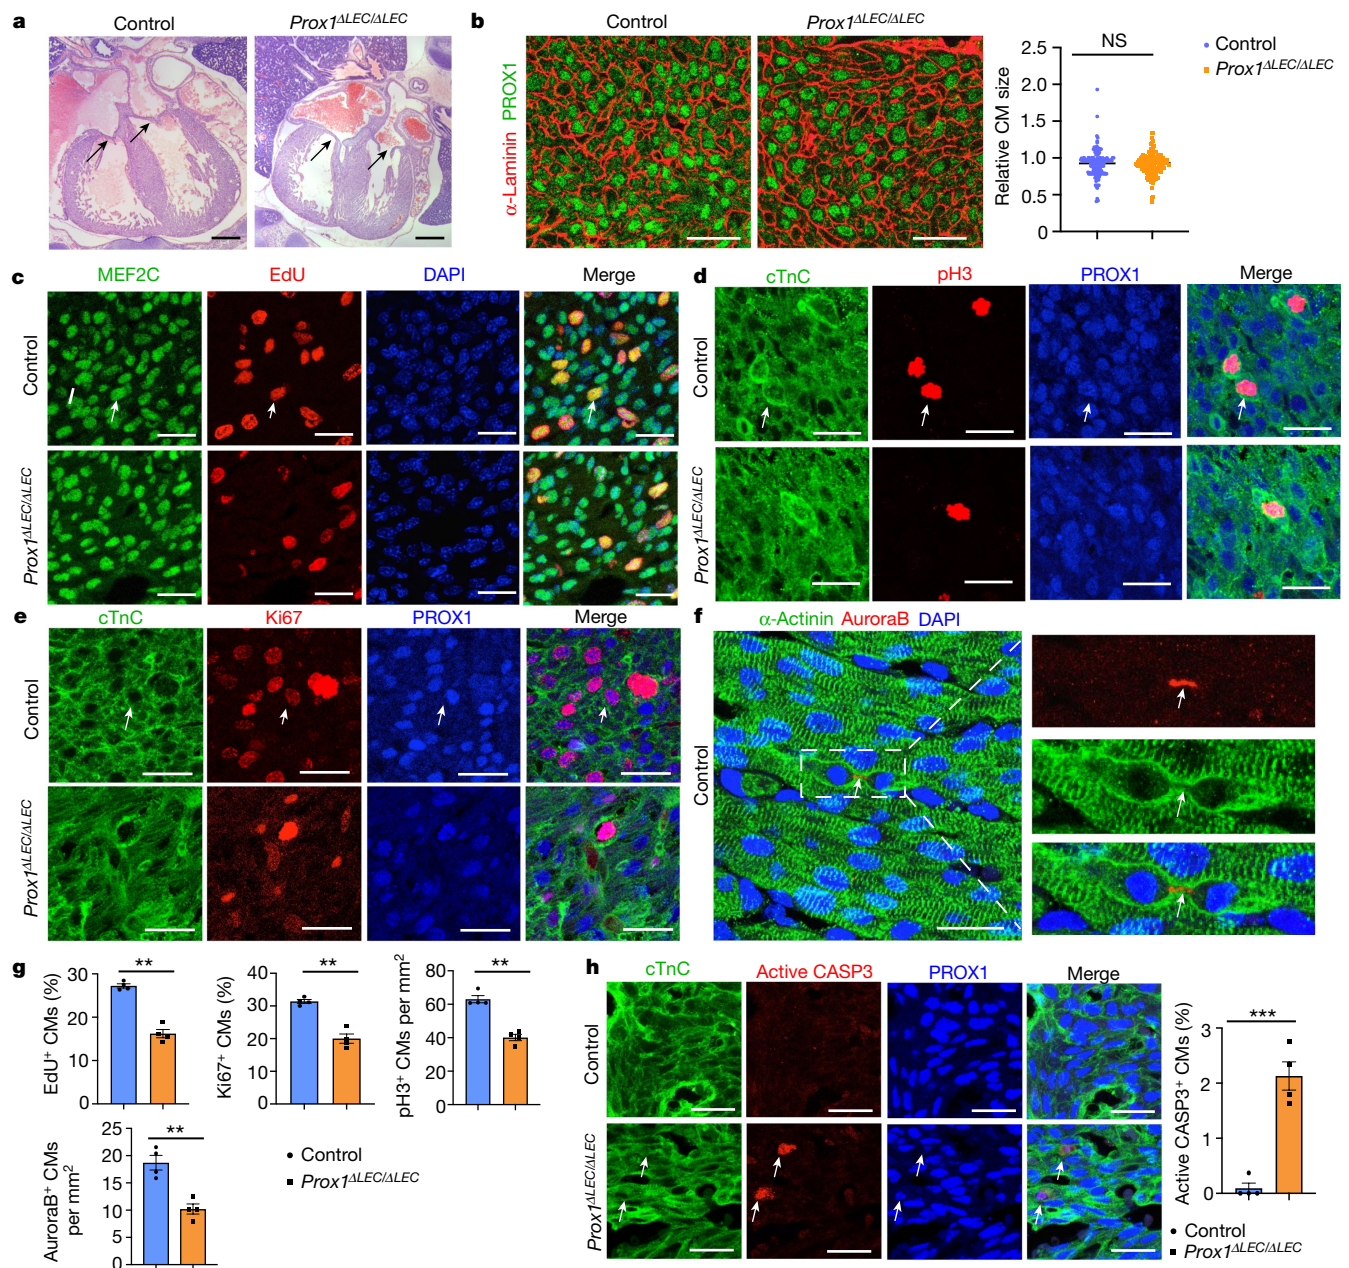 a
Control
Prox1ΔLEC/ΔLEC
b
Control
Prox1ΔLEC/ΔLEC
α-Laminin PROX1
Relative CM size
2.5
2.0
1.5
1.0
0.5
0
NS
Control
Prox1ΔLEC/ΔLEC
c
MEF2C
EdU
DAPI
Merge
Control
Prox1ΔLEC/ΔLEC
d
cTnC
pH3
PROX1
Merge
Control
Prox1ΔLEC/ΔLEC
e
cTnC
Ki67
PROX1
Merge
Control
Prox1ΔLEC/ΔLEC
f
α-Actinin AuroraB DAPI
Control
g
EdU+ CMs (%)
30
20
10
0
**
Ki67+ CMs (%)
40
30
20
10
0
**
pH3+ CMs per mm2
80
60
40
20
0
**
AuroraB+ CMs
per mm2
25
20
15
10
5
0
**
Control
Prox1ΔLEC/ΔLEC
h
cTnC
Active CASP3
PROX1
Merge
Control
Prox1ΔLEC/ΔLEC
Active CASP3+ CMs (%)
3
2
1
0
***
Control
Prox1ΔLEC/ΔLEC